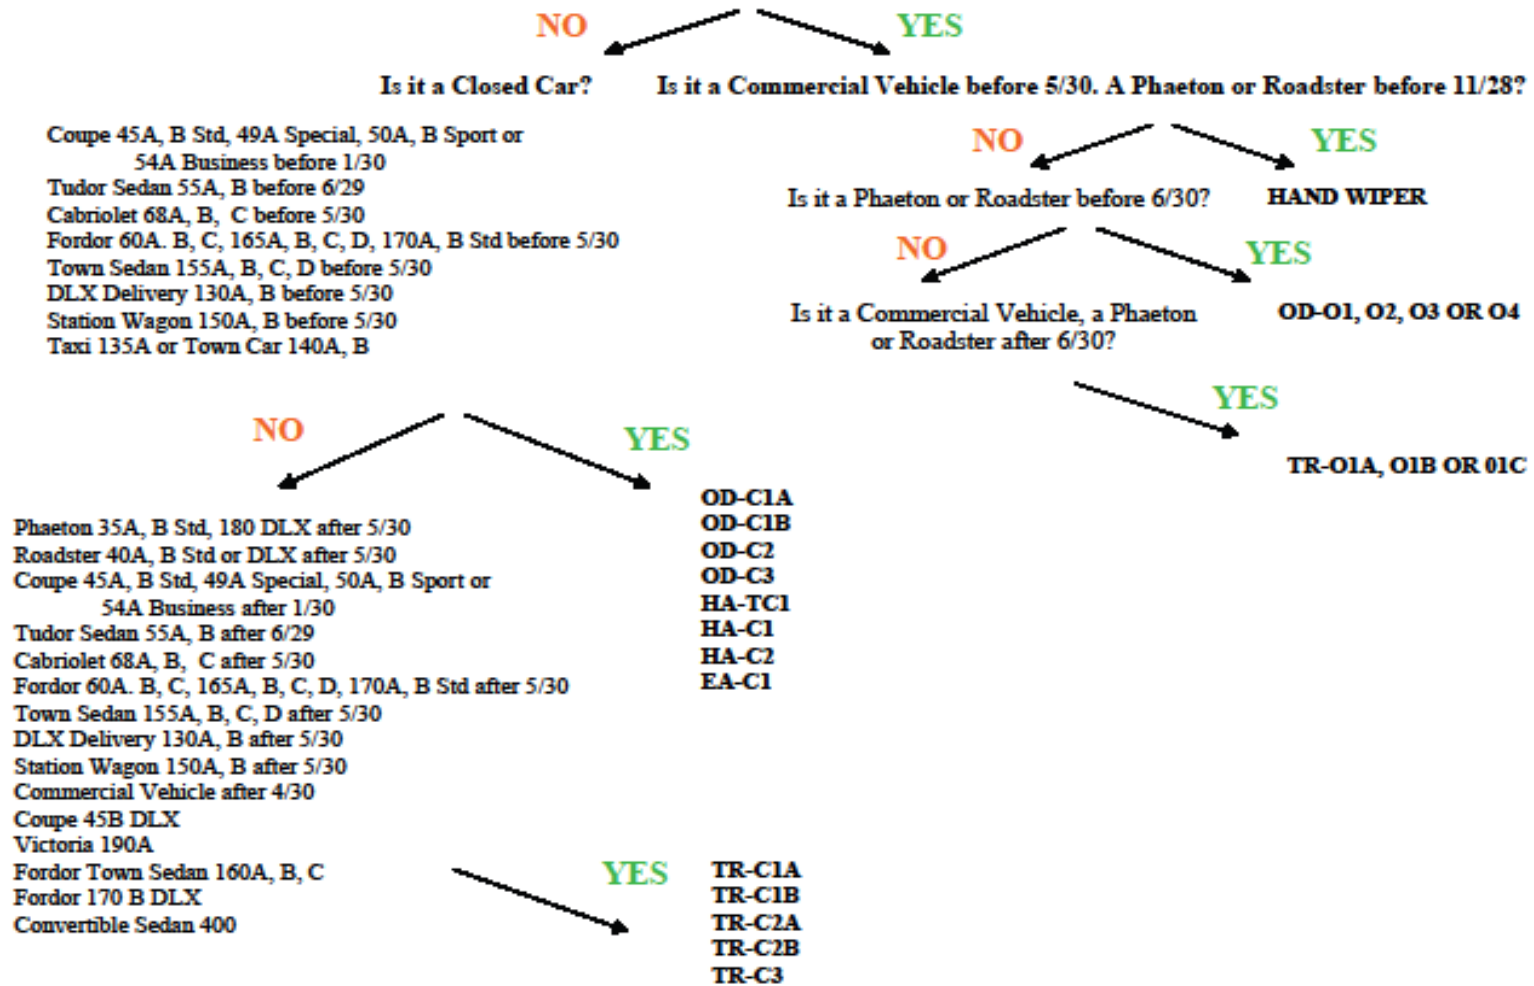 NO
YES
Is it a Closed Car?
Is it a Commercial Vehicle before 5/30. A Phaeton or Roadster before 11/28?
Coupe 45A, B Std, 49A Special, 50A, B Sport or
54A Business before 1/30
Tudor Sedan 55A, B before 6/29
Cabriolet 68A, B, C before 5/30
Fordor 60A. B, C, 165A, B, C, D, 170A, B Std before 5/30
Town Sedan 155A, B, C, D before 5/30
DLX Delivery 130A, B before 5/30
Station Wagon 150A, B before 5/30
Taxi 135A or Town Car 140A, B
NO
YES
Is it a Phaeton or Roadster before 6/30?
HAND WIPER
NO
YES
Is it a Commercial Vehicle, a Phaeton
or Roadster after 6/30?
OD-O1, O2, O3 OR O4
YES
TR-O1A, O1B OR 01C
NO
YES
OD-C1A
OD-C1B
OD-C2
OD-C3
HA-TC1
HA-C1
HA-C2
EA-C1
Phaeton 35A, B Std, 180 DLX after 5/30
Roadster 40A, B Std or DLX after 5/30
Coupe 45A, B Std, 49A Special, 50A, B Sport or
54A Business after 1/30
Tudor Sedan 55A, B after 6/29
Cabriolet 68A, B, C after 5/30
Fordor 60A. B, C, 165A, B, C, D, 170A, B Std after 5/30
Town Sedan 155A, B, C, D after 5/30
DLX Delivery 130A, B after 5/30
Station Wagon 150A, B after 5/30
Commercial Vehicle after 4/30
Coupe 45B DLX
Victoria 190A
Fordor Town Sedan 160A, B, C
Fordor 170 B DLX
Convertible Sedan 400
YES
TR-C1A
TR-C1B
TR-C2A
TR-C2B
TR-C3